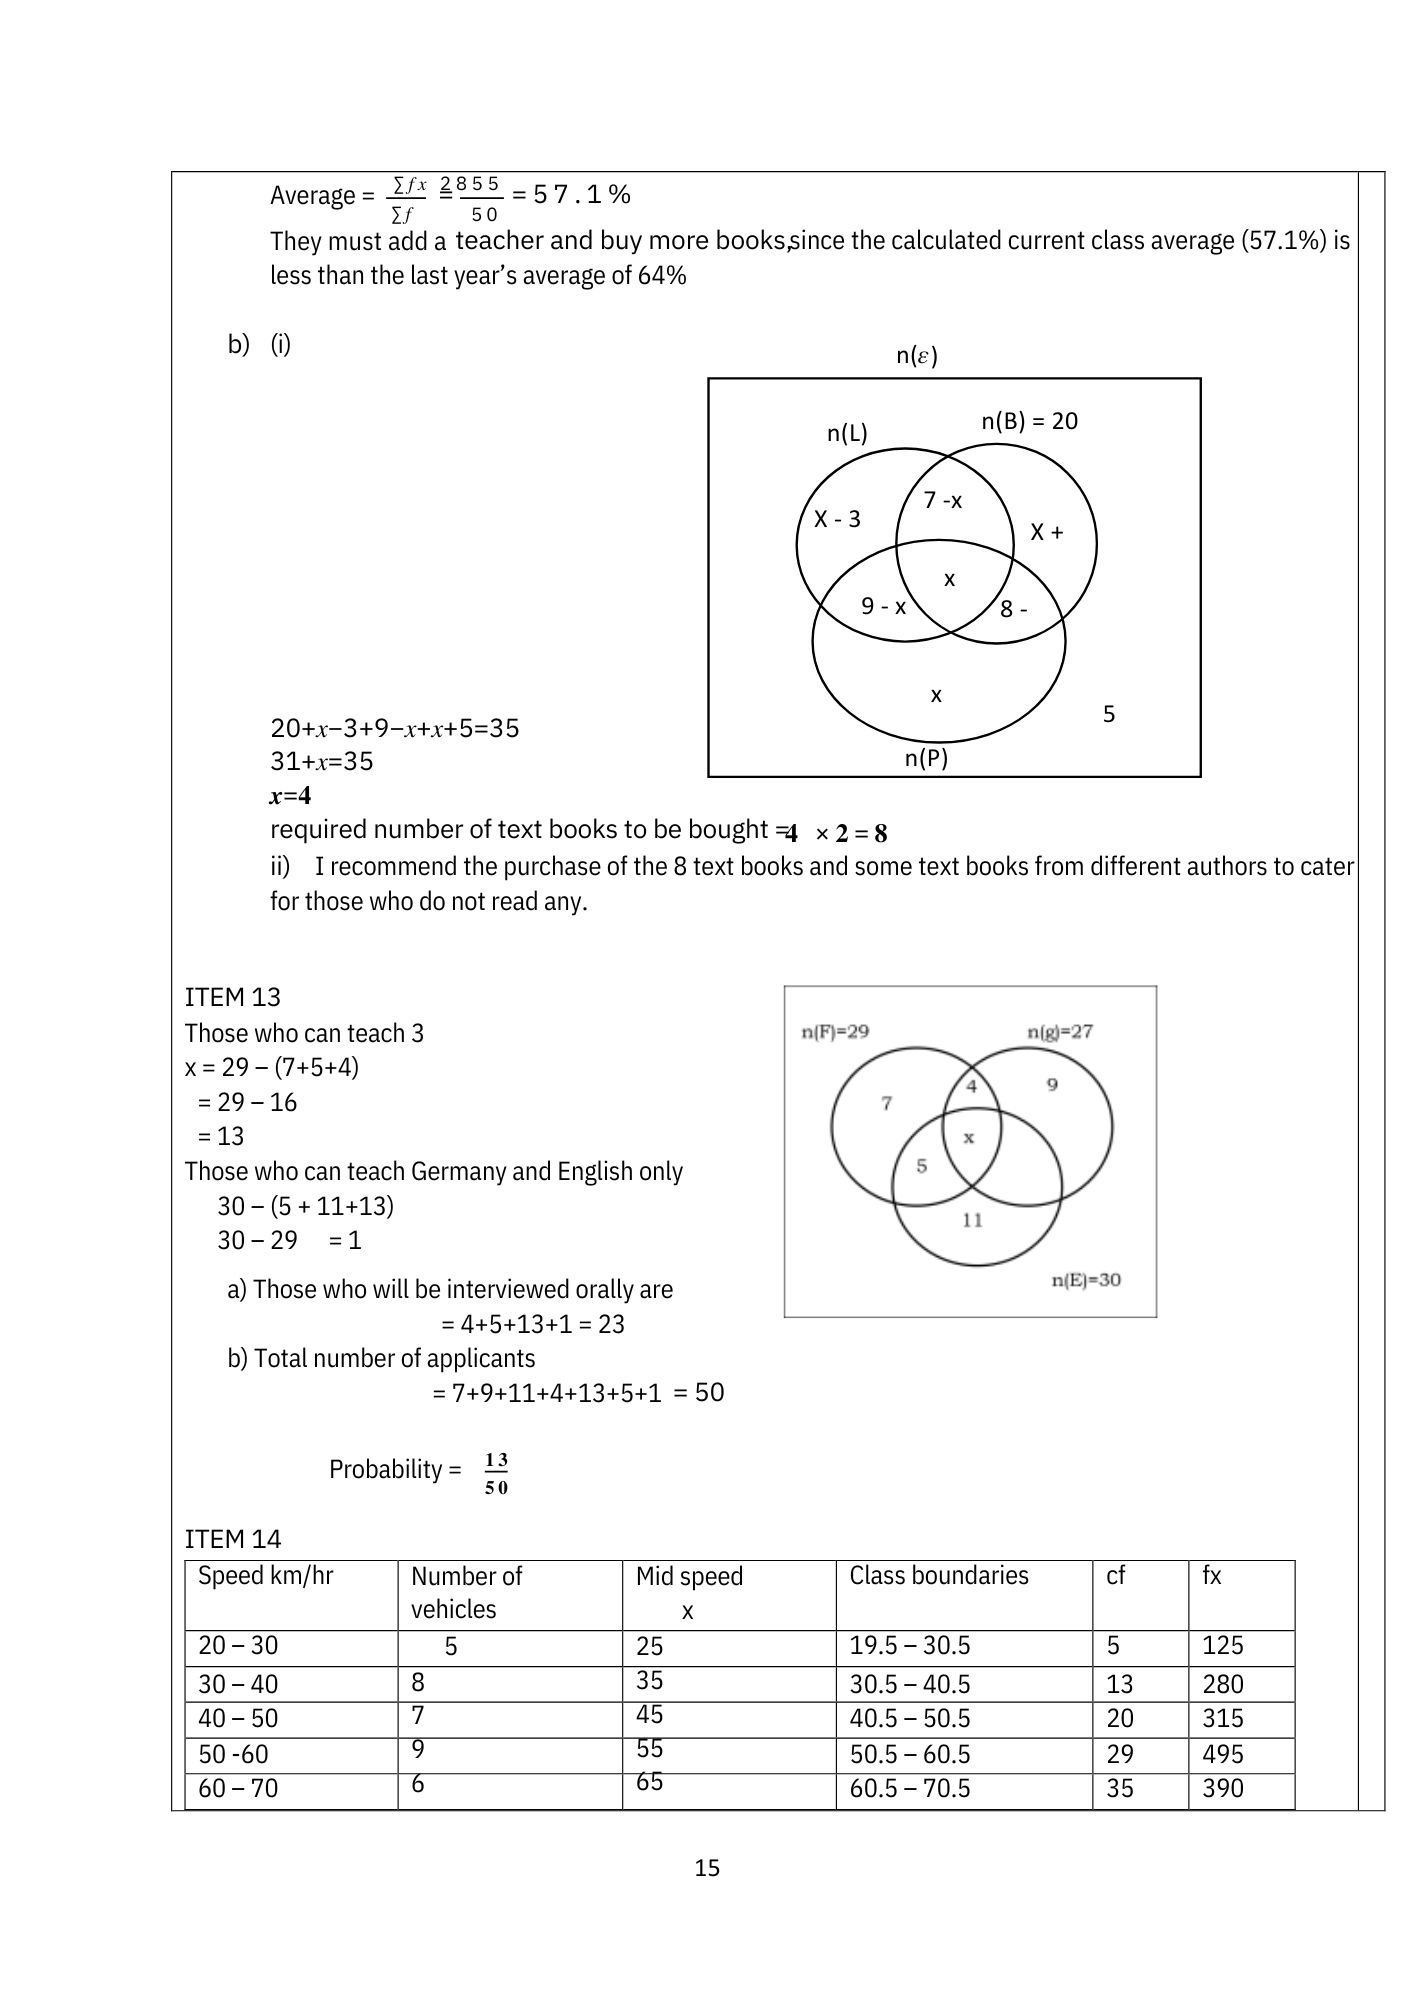 Average = ∑fx/∑f = 2855/50 = 57.1%
They must add a teacher and buy more books,since the calculated current class average (57.1%) is
less than the last year’s average of 64%
b) (i)
n(ε)
n(L)
n(B) = 20
7 -x
X - 3
X +
x
9 - x
8 -
x
5
n(P)
20+x−3+9−x+x+5=35
31+x=35
x=4
required number of text books to be bought =4 × 2 = 8
ii) I recommend the purchase of the 8 text books and some text books from different authors to cater
for those who do not read any.
ITEM 13
Those who can teach 3
x = 29 – (7+5+4)
= 29 – 16
= 13
Those who can teach Germany and English only
30 – (5 + 11+13)
30 – 29 = 1
n(F)=29
n(g)=27
4
9
7
x
5
11
n(E)=30
a) Those who will be interviewed orally are
= 4+5+13+1 = 23
b) Total number of applicants
= 7+9+11+4+13+5+1 = 50
Probability = 13/50
ITEM 14
Speed km/hr Number of vehicles Mid speed x Class boundaries cf fx
20 – 30 5 25 19.5 – 30.5 5 125
30 – 40 8 35 30.5 – 40.5 13 280
40 – 50 7 45 40.5 – 50.5 20 315
50 -60 9 55 50.5 – 60.5 29 495
60 – 70 6 65 60.5 – 70.5 35 390
15